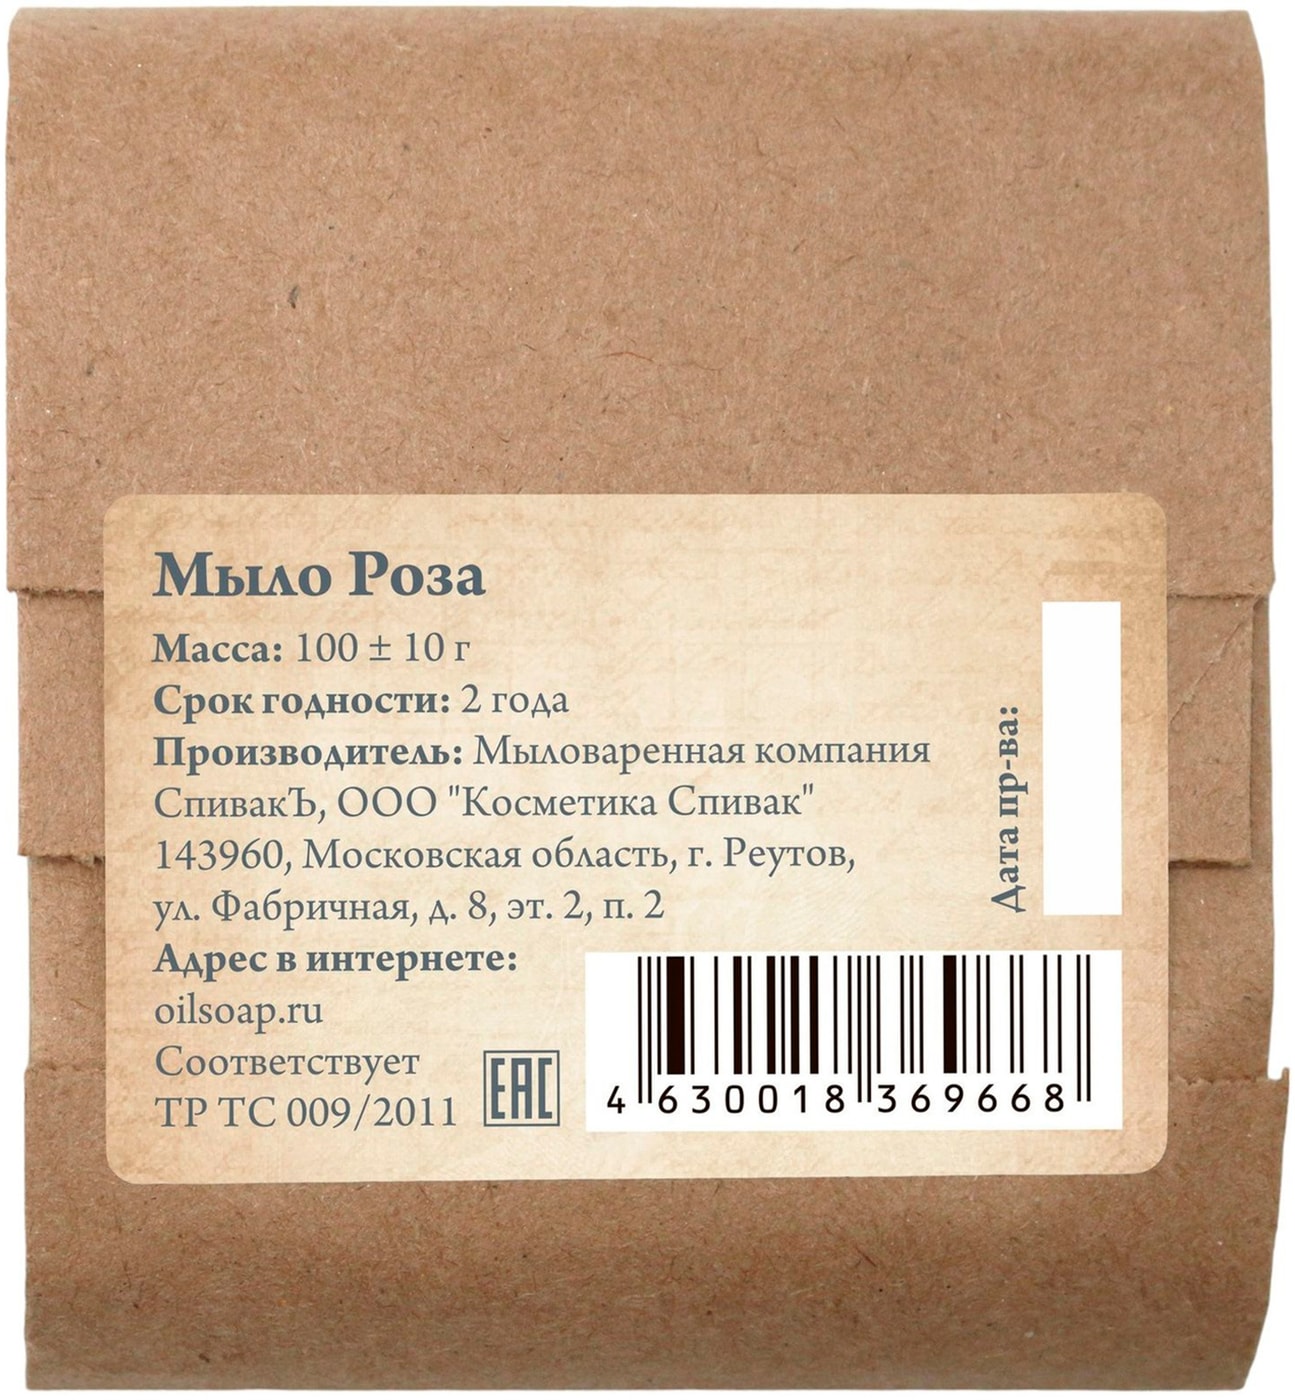 Мыло Роза
Масса: 100 ± 10 г
Срок годности: 2 года
Производитель: Мыловаренная компания
СпивакЪ, ООО "Косметика Спивак"
143960, Московская область, г. Реутов,
ул. Фабричная, д. 8, эт. 2, п. 2
Адрес в интернете:
oilsoap.ru
Соответствует
ТР ТС 009/2011
EAC
Дата пр-ва:
4 630018 369668